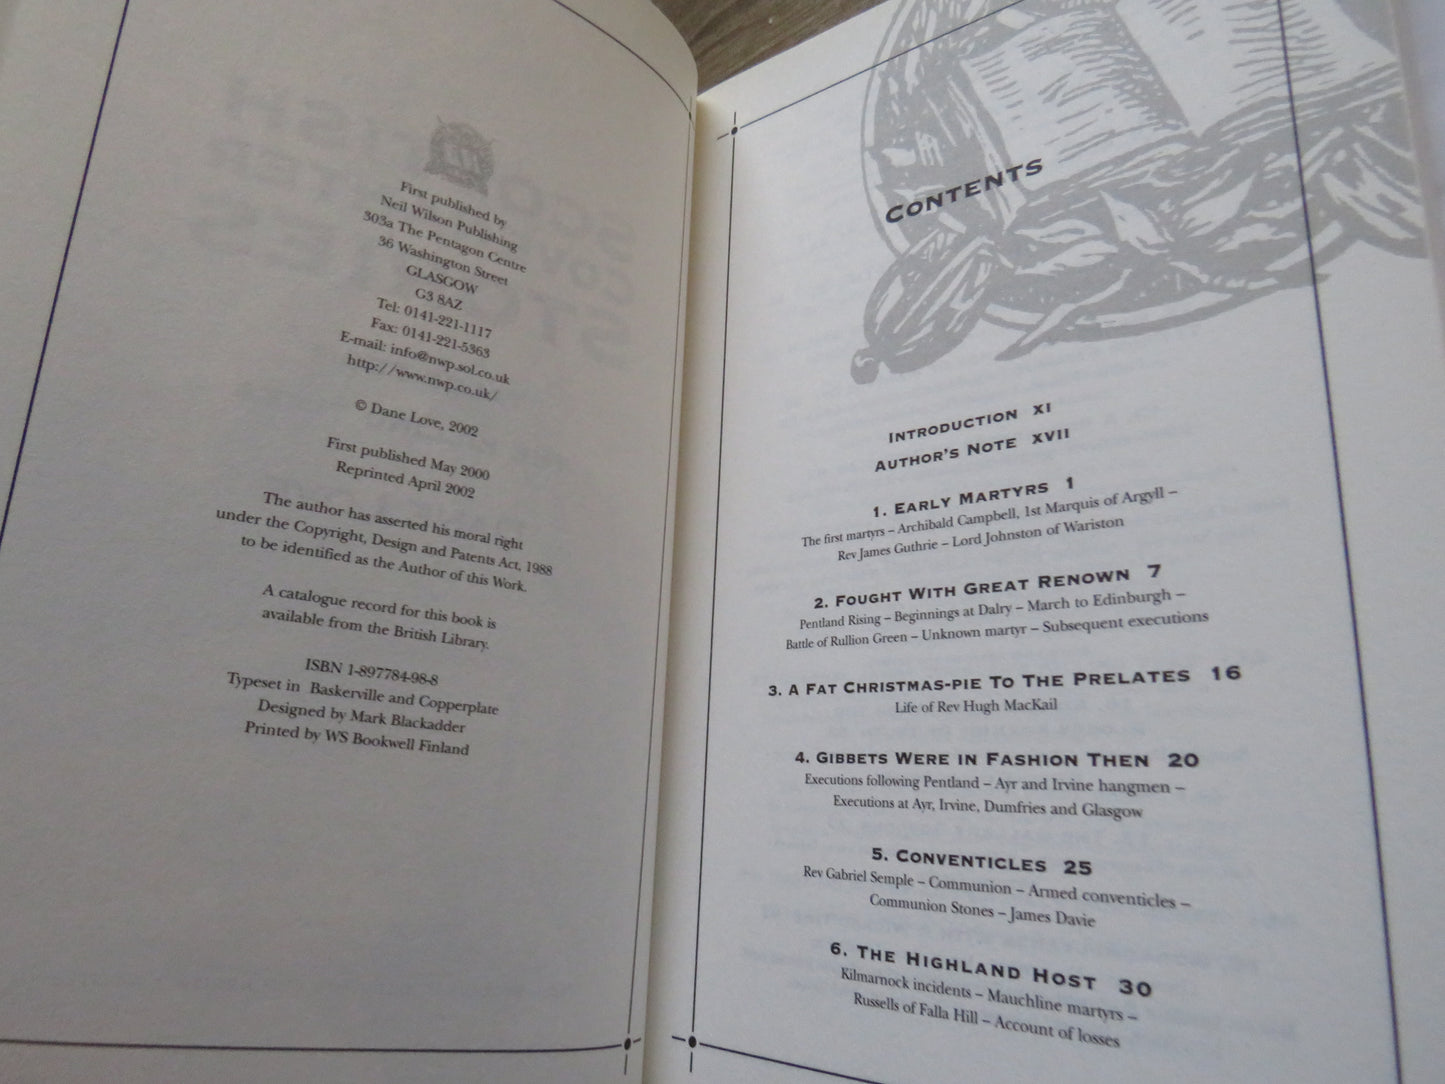 First published by
Neil Wilson Publishing
303a The Pentagon Centre
36 Washington Street
GLASGOW
G3 8AZ
Tel: 0141-221-1117
Fax: 0141-221-5363
E-mail: info@nwp.sol.co.uk
http://www.nwp.co.uk/
© Dane Love, 2002
First published May 2000
Reprinted April 2002
The author has asserted his moral right
under the Copyright, Design and Patents Act, 1988
to be identified as the Author of this Work.
A catalogue record for this book is
available from the British Library.
ISBN 1-897784-98-8
Typeset in Baskerville and Copperplate
Designed by Mark Blackadder
Printed by WS Bookwell Finland
CONTENTS
INTRODUCTION XI
AUTHOR'S NOTE XVII
1. EARLY MARTYRS 1
The first martyrs – Archibald Campbell, 1st Marquis of Argyll –
Rev James Guthrie – Lord Johnston of Wariston
2. FOUGHT WITH GREAT RENOWN 7
Pentland Rising – Beginnings at Dalry – March to Edinburgh –
Battle of Rullion Green – Unknown martyr – Subsequent executions
3. A FAT CHRISTMAS-PIE TO THE PRELATES 16
Life of Rev Hugh MacKail
4. GIBBETS WERE IN FASHION THEN 20
Executions following Pentland – Ayr and Irvine hangmen –
Executions at Ayr, Irvine, Dumfries and Glasgow
5. CONVENTICLES 25
Rev Gabriel Semple – Communion – Armed conventicles –
Communion Stones – James Davie
6. THE HIGHLAND HOST 30
Kilmarnock incidents – Mauchline martyrs –
Russells of Falla Hill – Account of losses